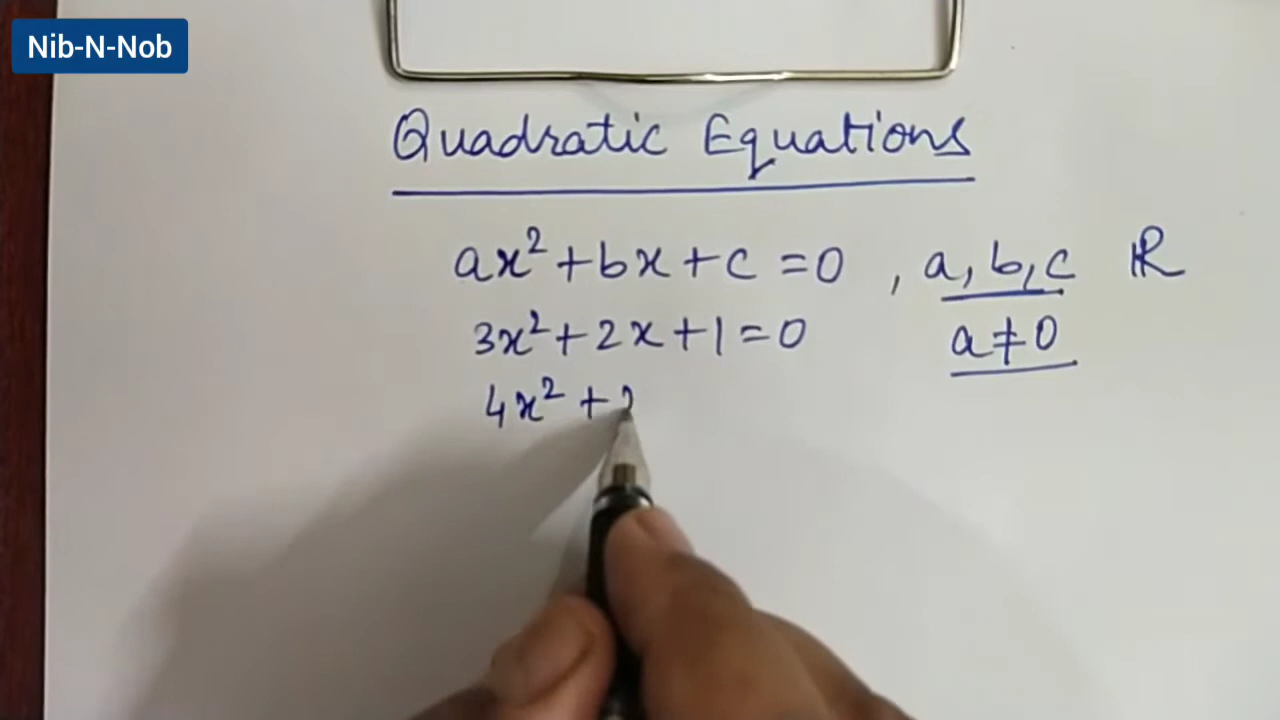 Nib-N-Nob
Quadratic Equations
ax² + bx + c = 0 , a, b, c ℝ
3x² + 2x + 1 = 0 a ≠ 0
4x² +